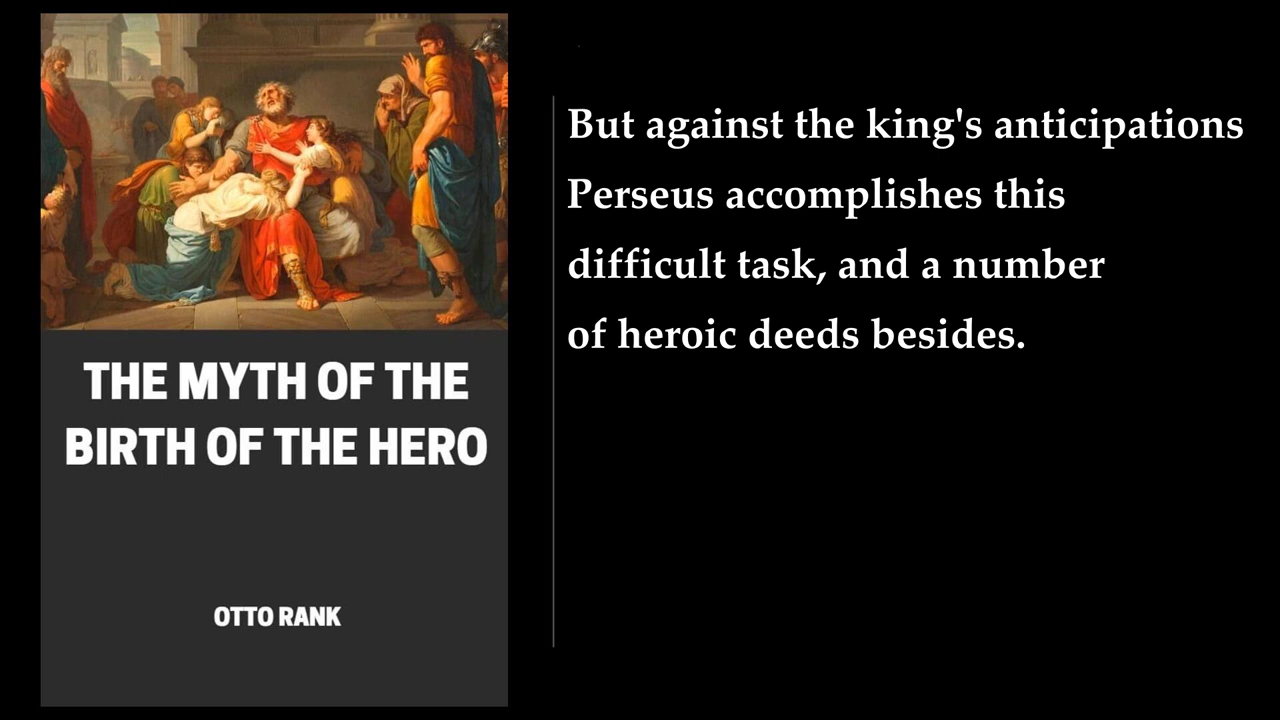 THE MYTH OF THE
BIRTH OF THE HERO
OTTO RANK
But against the king's anticipations
Perseus accomplishes this
difficult task, and a number
of heroic deeds besides.